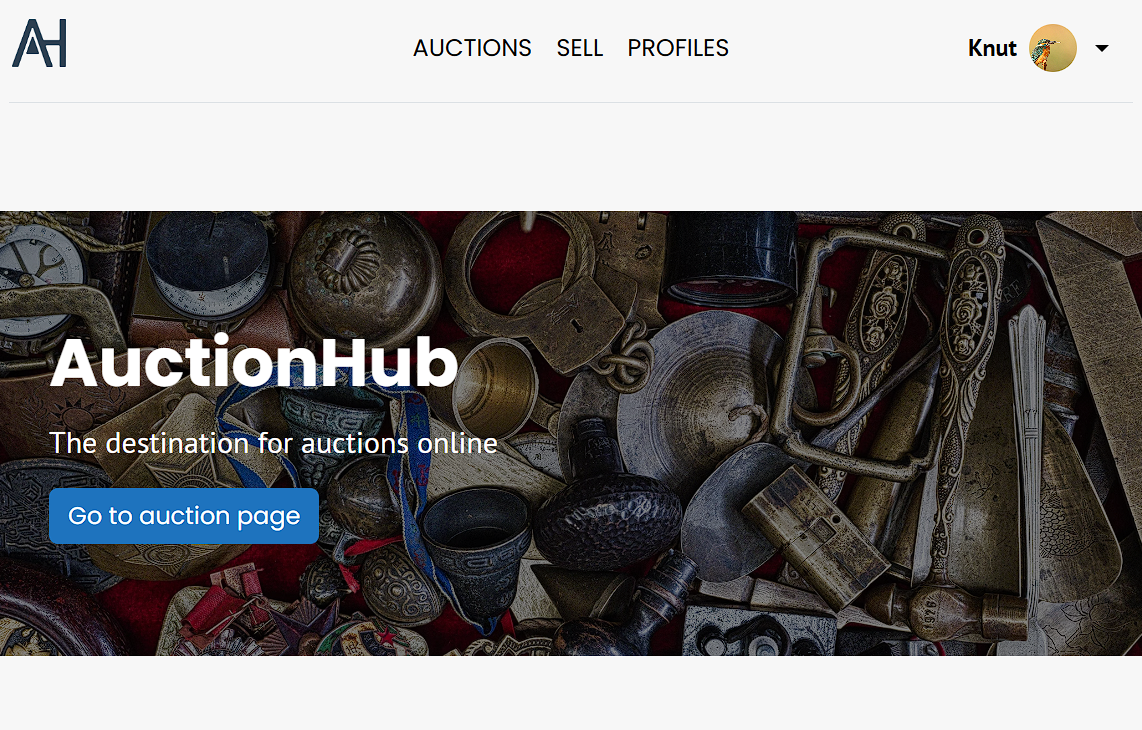 AH
AUCTIONS SELL PROFILES
Knut
AuctionHub
The destination for auctions online
Go to auction page